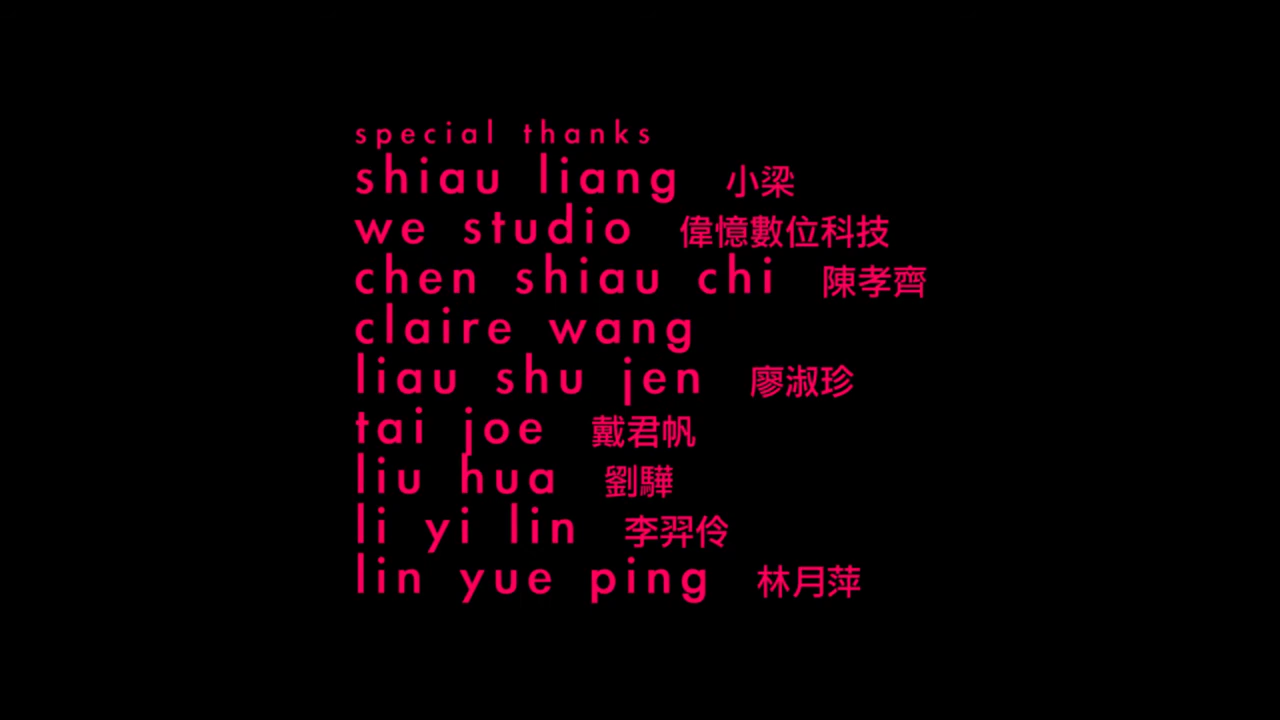 special thanks
shiau liang 小梁
we studio 偉憶數位科技
chen shiau chi 陳孝齊
claire wang
liau shu jen 廖淑珍
tai joe 戴君帆
liu hua 劉驊
li yi lin 李羿伶
lin yue ping 林月萍